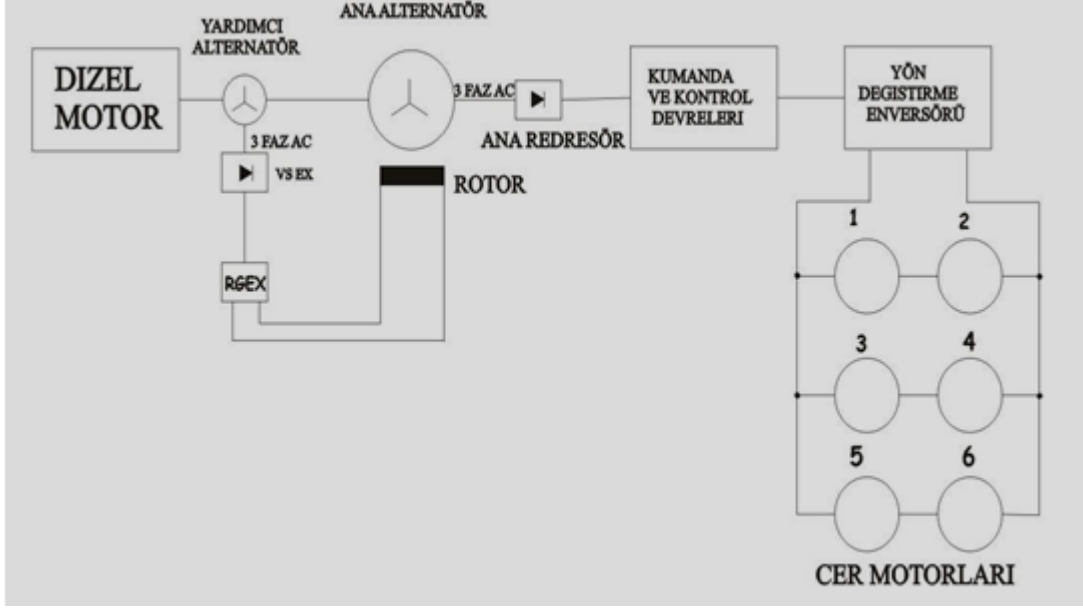 ANA ALTERNATÖR
YARDIMCI
ALTERNATÖR
DIZEL
MOTOR
3 FAZ AC
KUMANDA
VE KONTROL
DEVRELERI
YÖN
DEGISTIRME
ENVERSÖRÜ
3 FAZ AC
ANA REDRESÖR
VS EX
ROTOR
RGEX
1
2
3
4
5
6
CER MOTORLARI